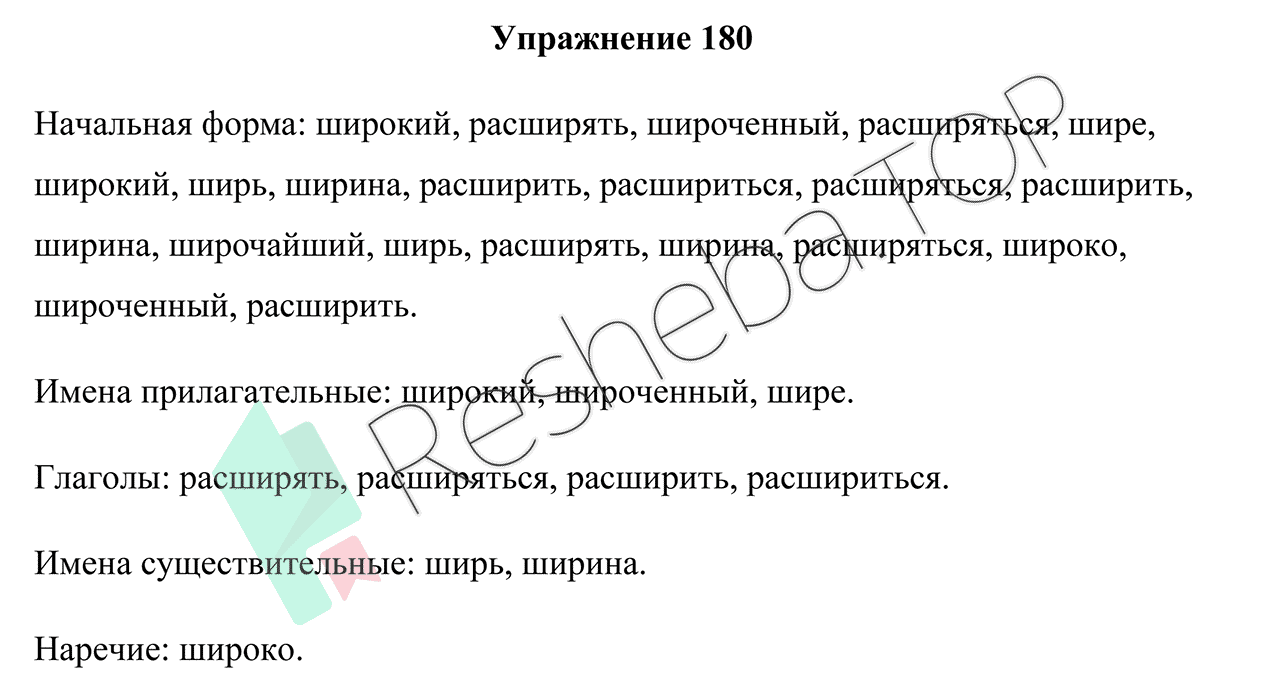 Упражнение 180
Начальная форма: широкий, расширять, широченный, расширяться, шире,
широкий, ширь, ширина, расширить, расшириться, расширяться, расширить,
ширина, широчайший, ширь, расширять, ширина, расширяться, широко,
широченный, расширить.
Имена прилагательные: широкий, широченный, шире.
Глаголы: расширять, расширяться, расширить, расшириться.
Имена существительные: ширь, ширина.
Наречие: широко.
Resheba.TOP